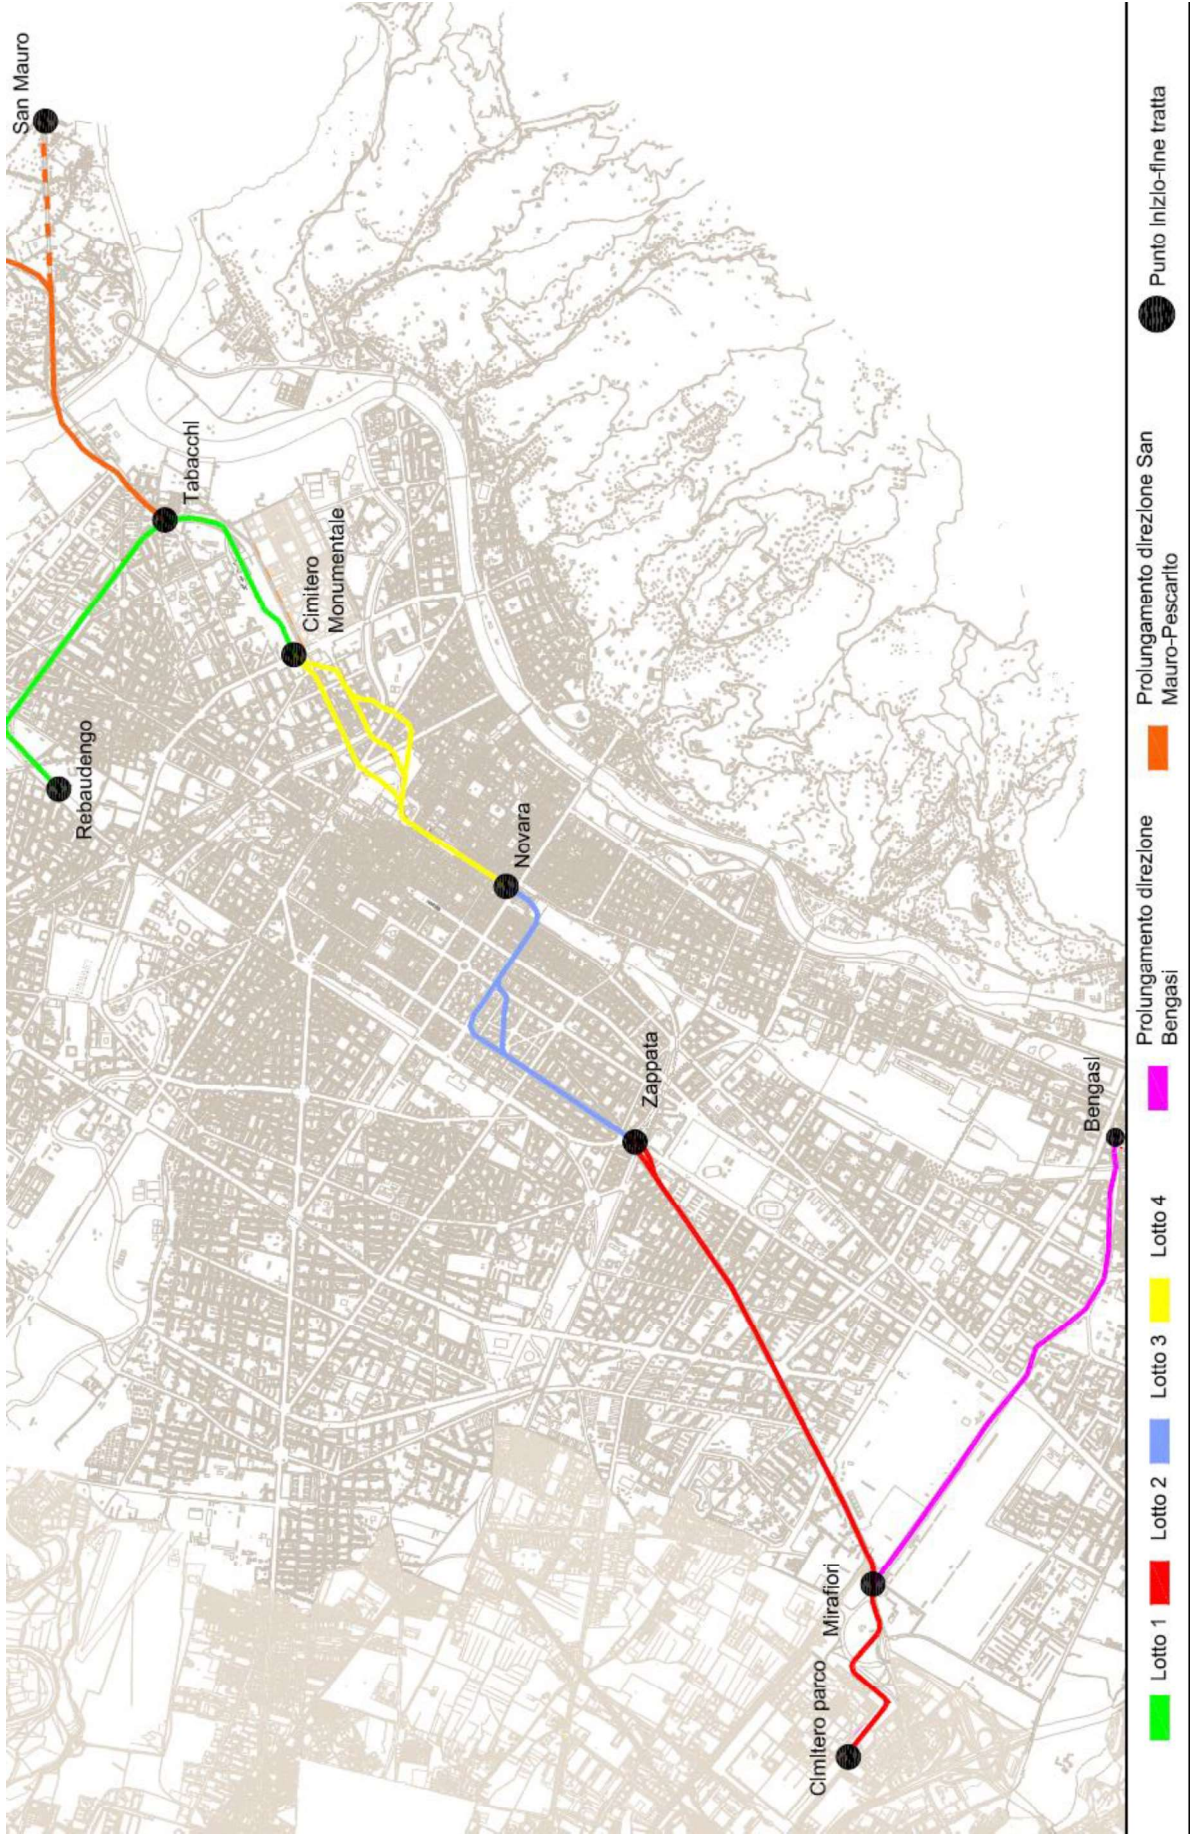 San Mauro
Tabacchi
Cimitero
Monumentale
Rebaudengo
Novara
Zappata
Bengasi
Mirafiori
Cimitero parco
Lotto 1
Lotto 2
Lotto 3
Lotto 4
Prolungamento direzione
Bengasi
Prolungamento direzione San
Mauro-Pescarito
Punto inizio-fine tratta